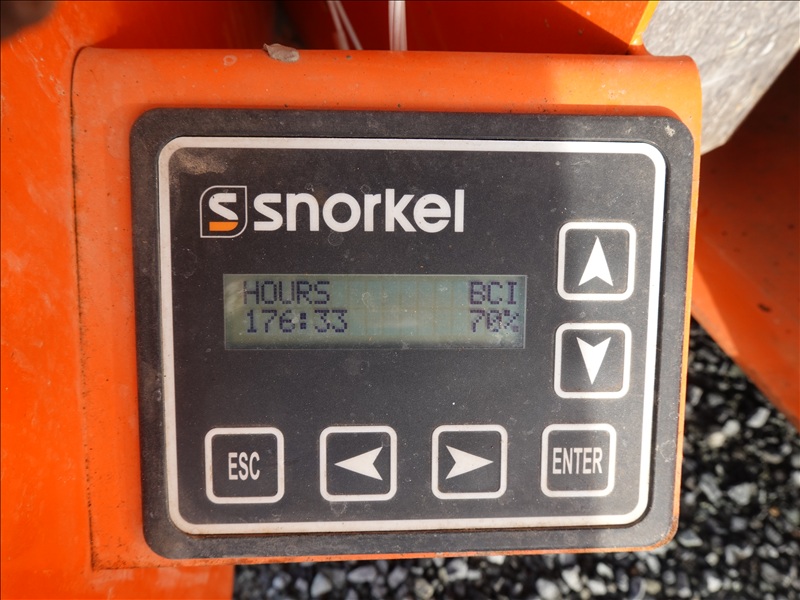 S snorkel
HOURS BCI
176:33 70%
ESC ENTER